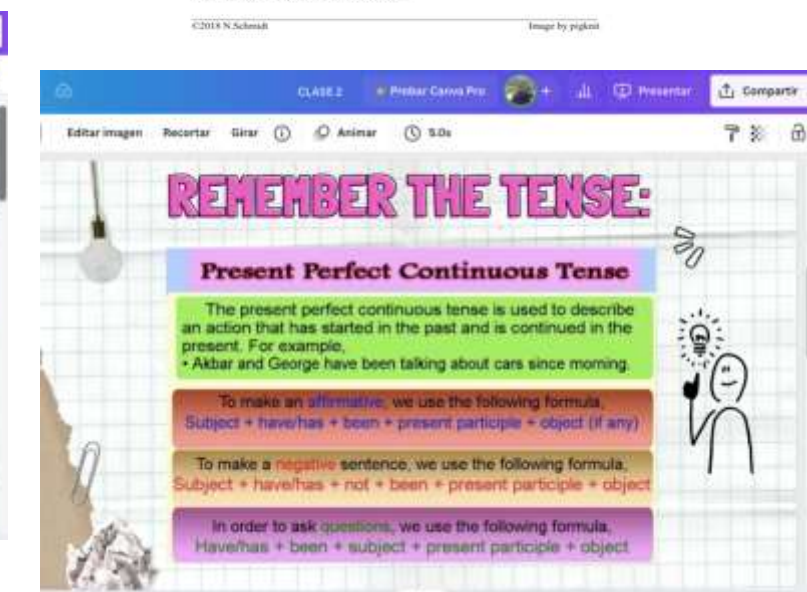 ©2018 N.Schmidt Image by pigknit
CLASE 2 Probar Canva Pro + Presentar Compartir
Editar imagen Recortar Girar Animar 5.0s
REMEMBER THE TENSE:
Present Perfect Continuous Tense
The present perfect continuous tense is used to describe
an action that has started in the past and is continued in the
present. For example,
• Akbar and George have been talking about cars since morning.
To make an affirmative, we use the following formula,
Subject + have/has + been + present participle + object (if any)
To make a negative sentence, we use the following formula,
Subject + have/has + not + been + present participle + object
In order to ask questions, we use the following formula,
Have/has + been + subject + present participle + object